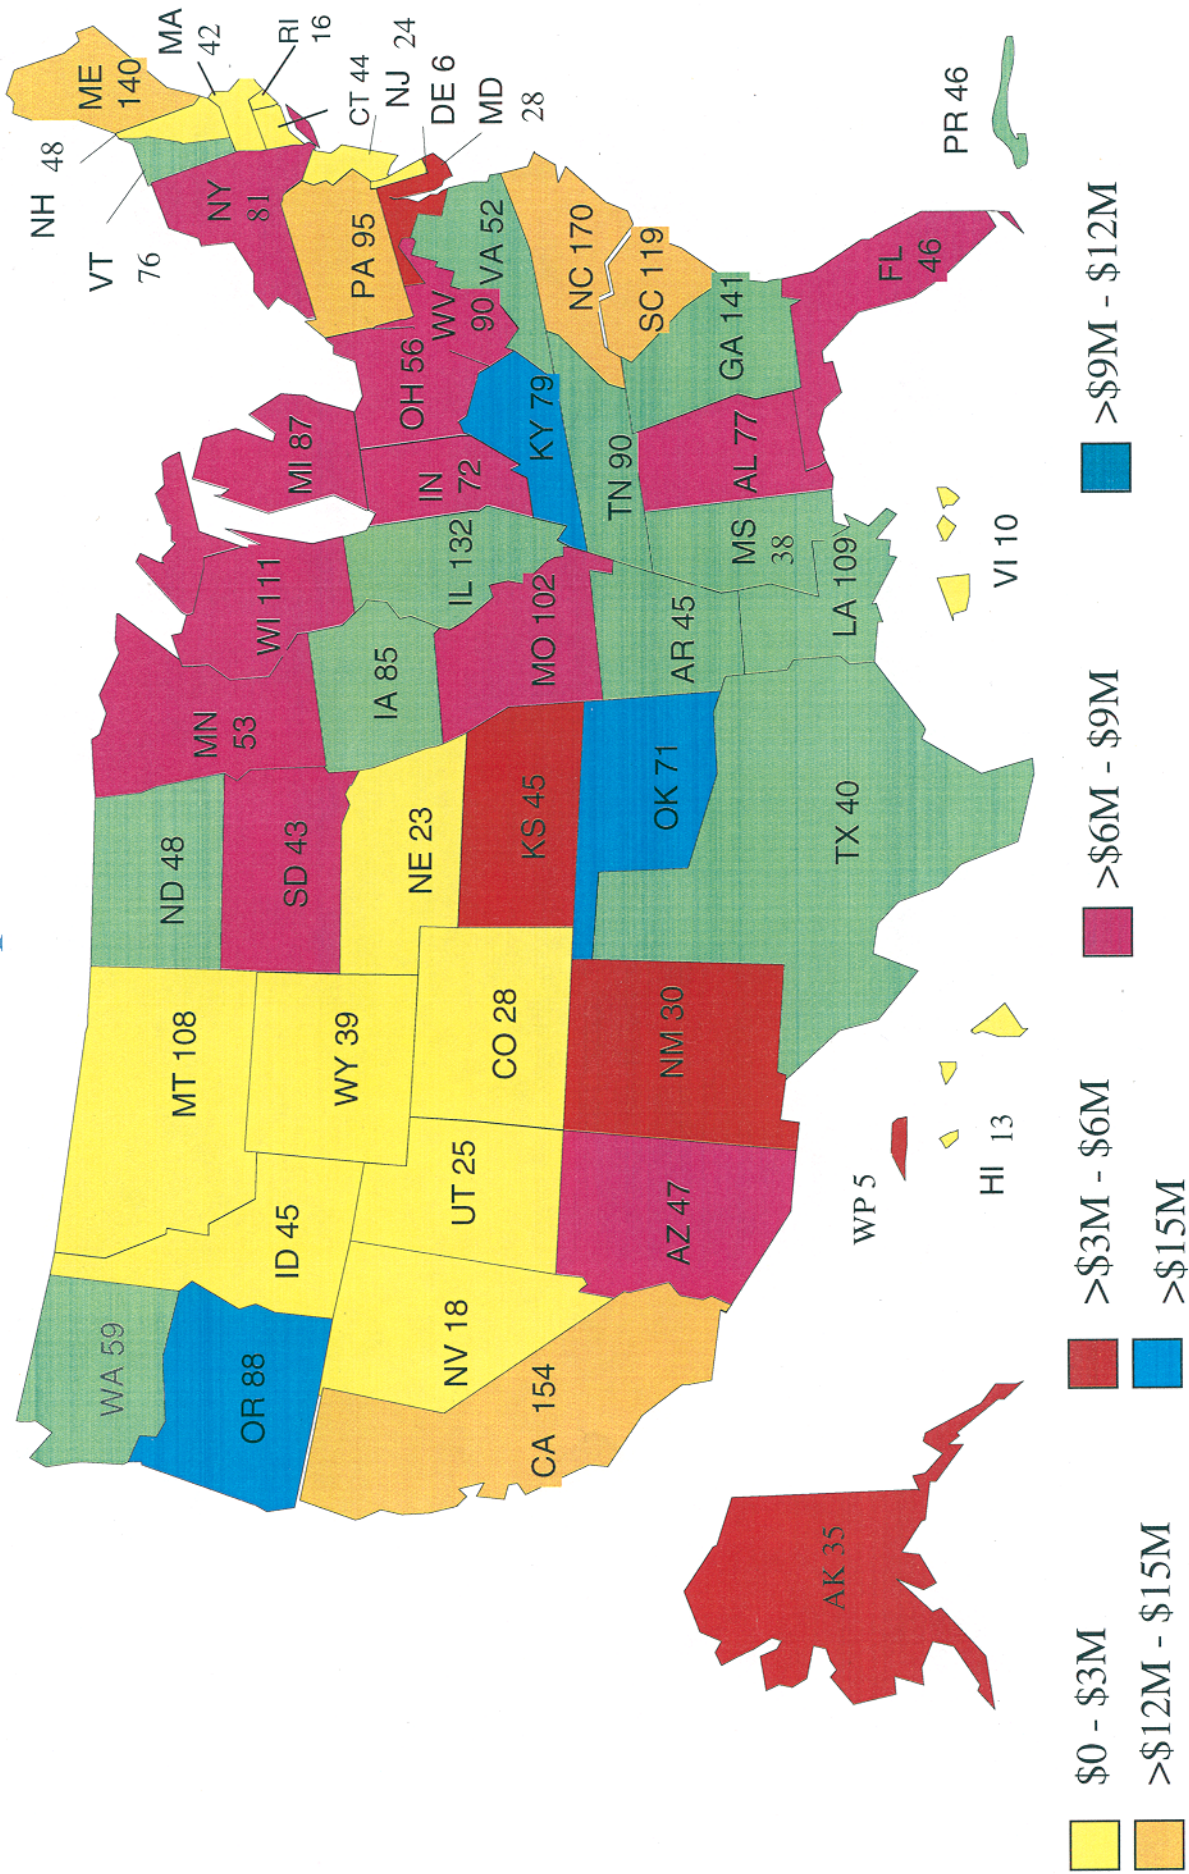 WA 59
OR 88
CA 154
NV 18
ID 45
MT 108
WY 39
UT 25
CO 28
AZ 47
NM 30
ND 48
SD 43
NE 23
KS 45
OK 71
TX 40
MN
53
IA 85
MO 102
AR 45
LA 109
WI 111
IL 132
MS
38
MI 87
IN
72
OH 56
KY 79
TN 90
AL 77
GA 141
FL
46
SC 119
NC 170
VA 52
WV
90
PA 95
NY
81
VT
76
NH 48
ME
140
MA
42
RI
16
CT 44
NJ
24
DE 6
MD
28
AK 35
WP 5
HI 13
VI 10
PR 46
$0 - $3M
>$3M - $6M
>$6M - $9M
>$9M - $12M
>$12M - $15M
>$15M